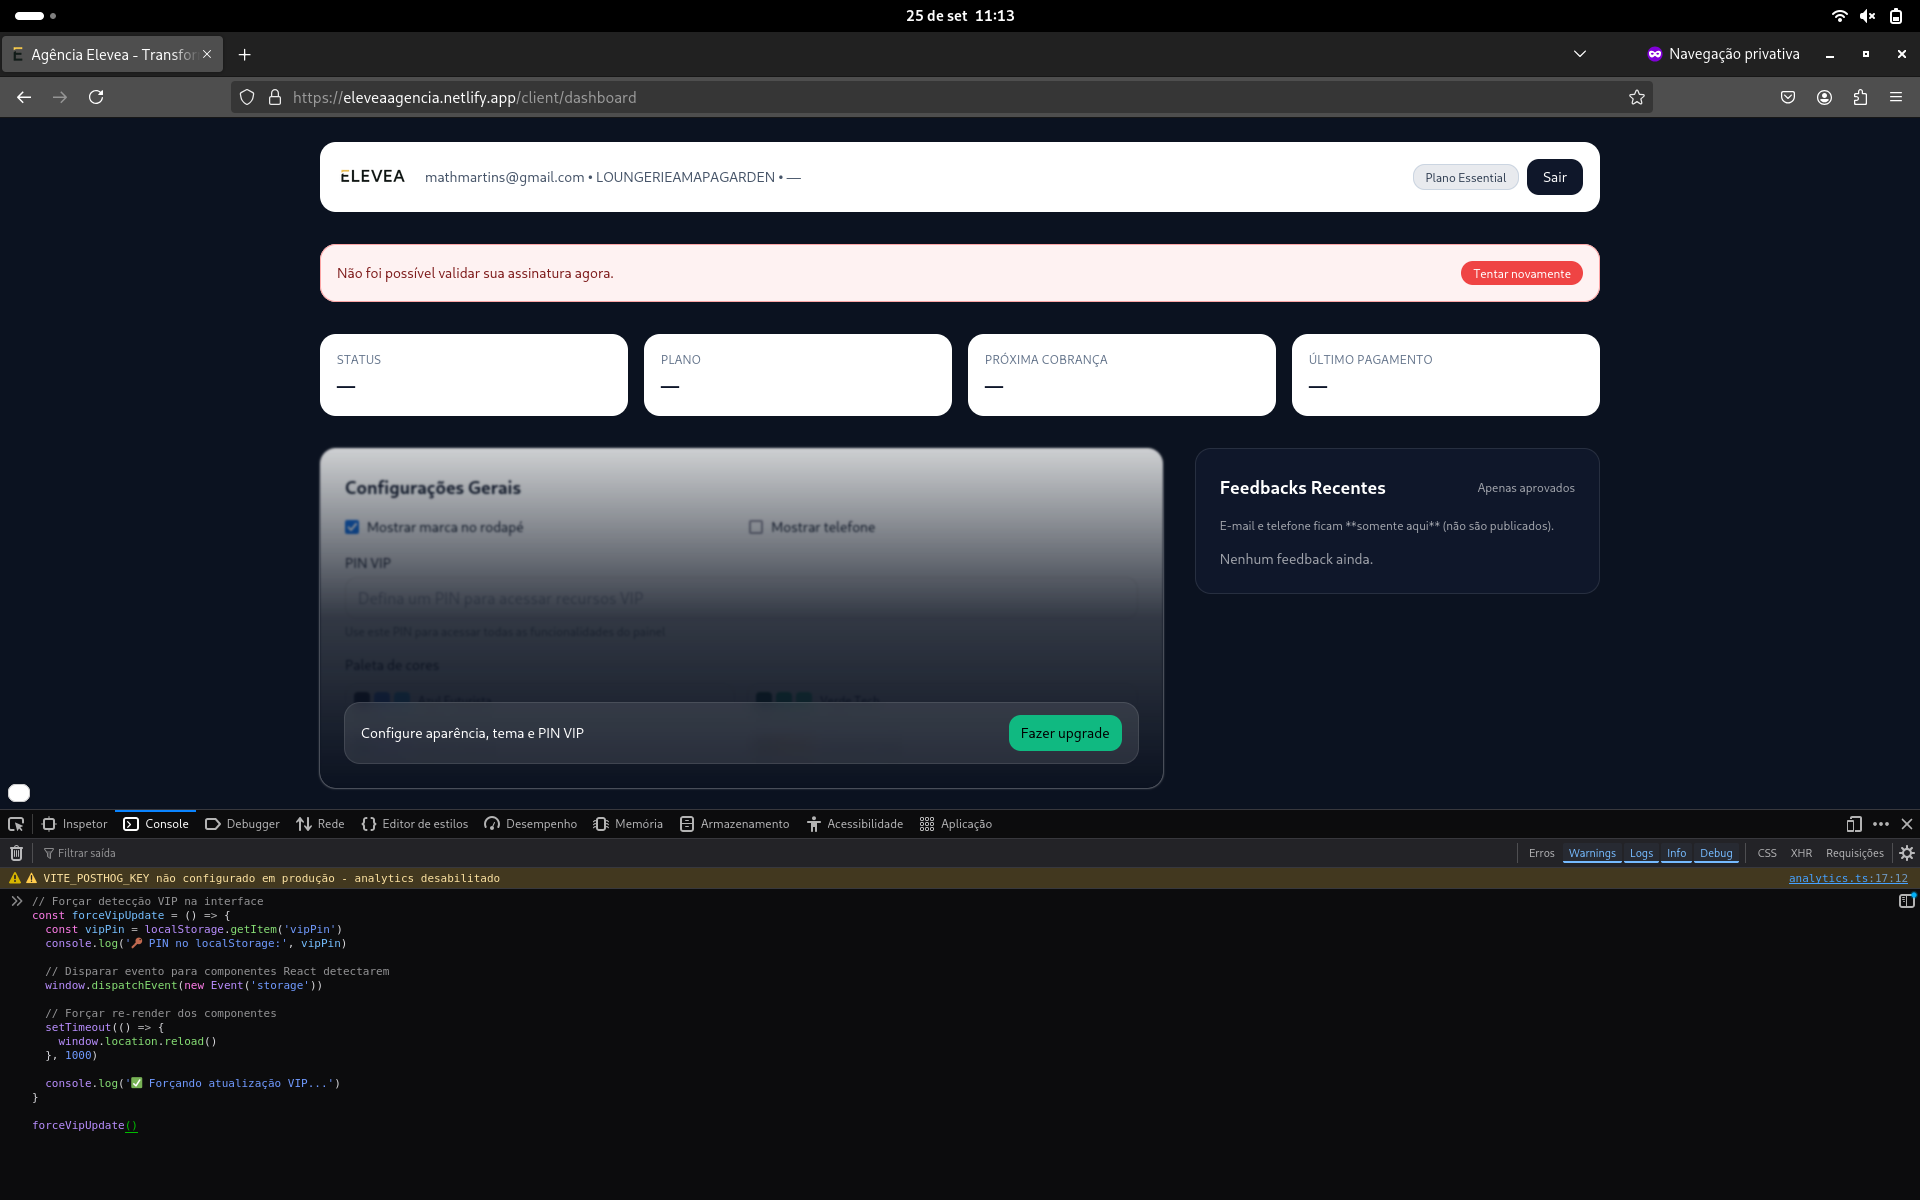 25 de set 11:13
Agência Elevea - Transfor
Navegação privativa
https://eleveaagencia.netlify.app/client/dashboard
ELEVEA
mathmartins@gmail.com • LOUNGERIEAMAPAGARDEN • —
Plano Essential
Sair
Não foi possível validar sua assinatura agora.
Tentar novamente
STATUS
—
PLANO
—
PRÓXIMA COBRANÇA
—
ÚLTIMO PAGAMENTO
—
Configurações Gerais
Mostrar marca no rodapé
Mostrar telefone
PIN VIP
Defina um PIN para acessar recursos VIP
Use este PIN para acessar todas as funcionalidades do painel
Paleta de cores
Configure aparência, tema e PIN VIP
Fazer upgrade
Feedbacks Recentes
Apenas aprovados
E-mail e telefone ficam **somente aqui** (não são publicados).
Nenhum feedback ainda.
Inspetor
Console
Debugger
Rede
Editor de estilos
Desempenho
Memória
Armazenamento
Acessibilidade
Aplicação
Filtrar saída
Erros
Warnings
Logs
Info
Debug
CSS
XHR
Requisições
VITE_POSTHOG_KEY não configurado em produção - analytics desabilitado
analytics.ts:17:12
// Forçar detecção VIP na interface
const forceVipUpdate = () => {
const vipPin = localStorage.getItem('vipPin')
console.log('🔑 PIN no localStorage:', vipPin)
// Disparar evento para componentes React detectarem
window.dispatchEvent(new Event('storage'))
// Forçar re-render dos componentes
setTimeout(() => {
window.location.reload()
}, 1000)
console.log('✅ Forçando atualização VIP...')
}
forceVipUpdate()